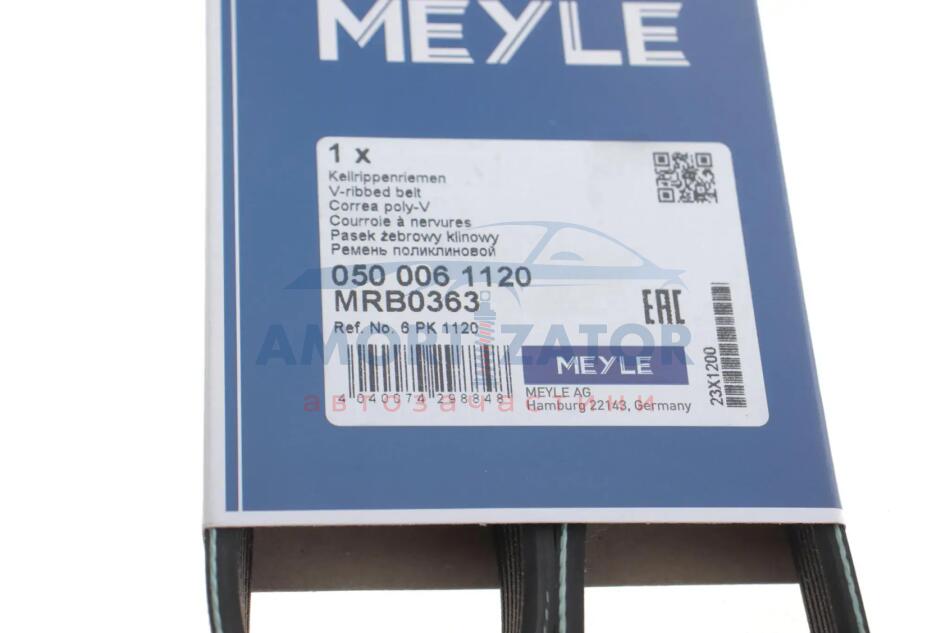 MEYLE
1 x
Keilrippenriemen
V-ribbed belt
Correa poly-V
Courroie à nervures
Pasek żebrowy klinowy
Ремень поликлиновой
050 006 1120
MRB0363
Ref. No. 6 PK 1120
EAC
AMORTIZATOR
автозапчастини
4 040074 298848
MEYLE
MEYLE AG
Hamburg 22143, Germany
23X1200